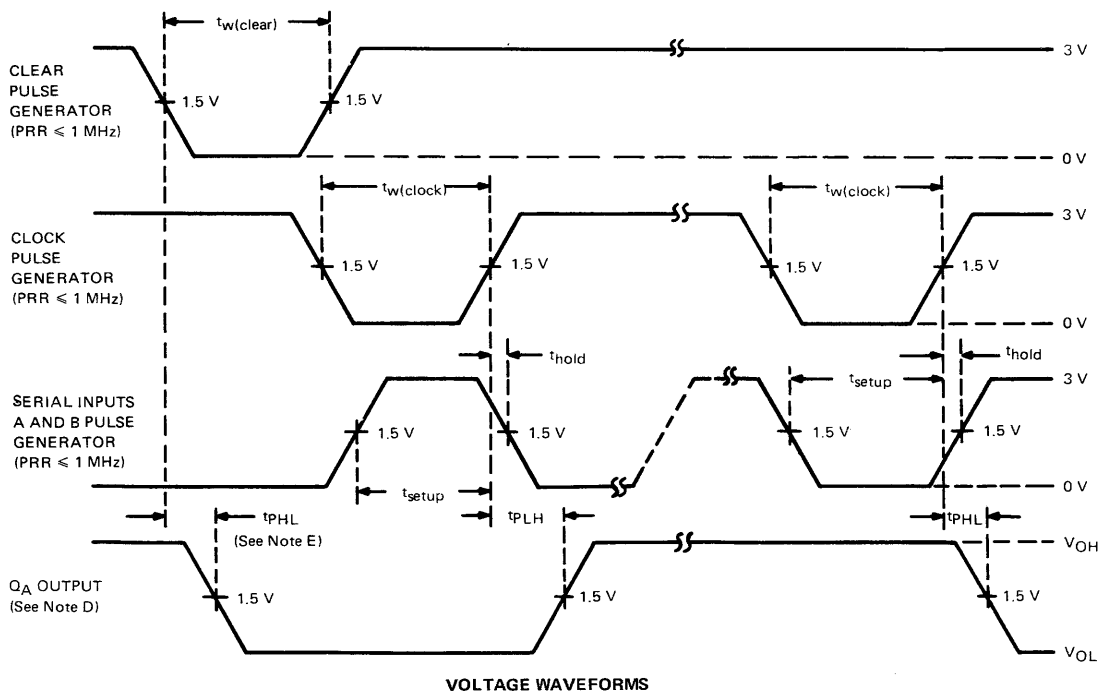 tw(clear)
3 V
CLEAR
PULSE
GENERATOR
(PRR ≤ 1 MHz)
1.5 V
1.5 V
0 V
tw(clock)
tw(clock)
3 V
CLOCK
PULSE
GENERATOR
(PRR ≤ 1 MHz)
1.5 V
1.5 V
1.5 V
1.5 V
0 V
thold
thold
tsetup
3 V
SERIAL INPUTS
A AND B PULSE
GENERATOR
(PRR ≤ 1 MHz)
1.5 V
1.5 V
1.5 V
1.5 V
tsetup
0 V
tPHL
(See Note E)
tPLH
tPHL
VOH
QA OUTPUT
(See Note D)
1.5 V
1.5 V
1.5 V
VOL
VOLTAGE WAVEFORMS